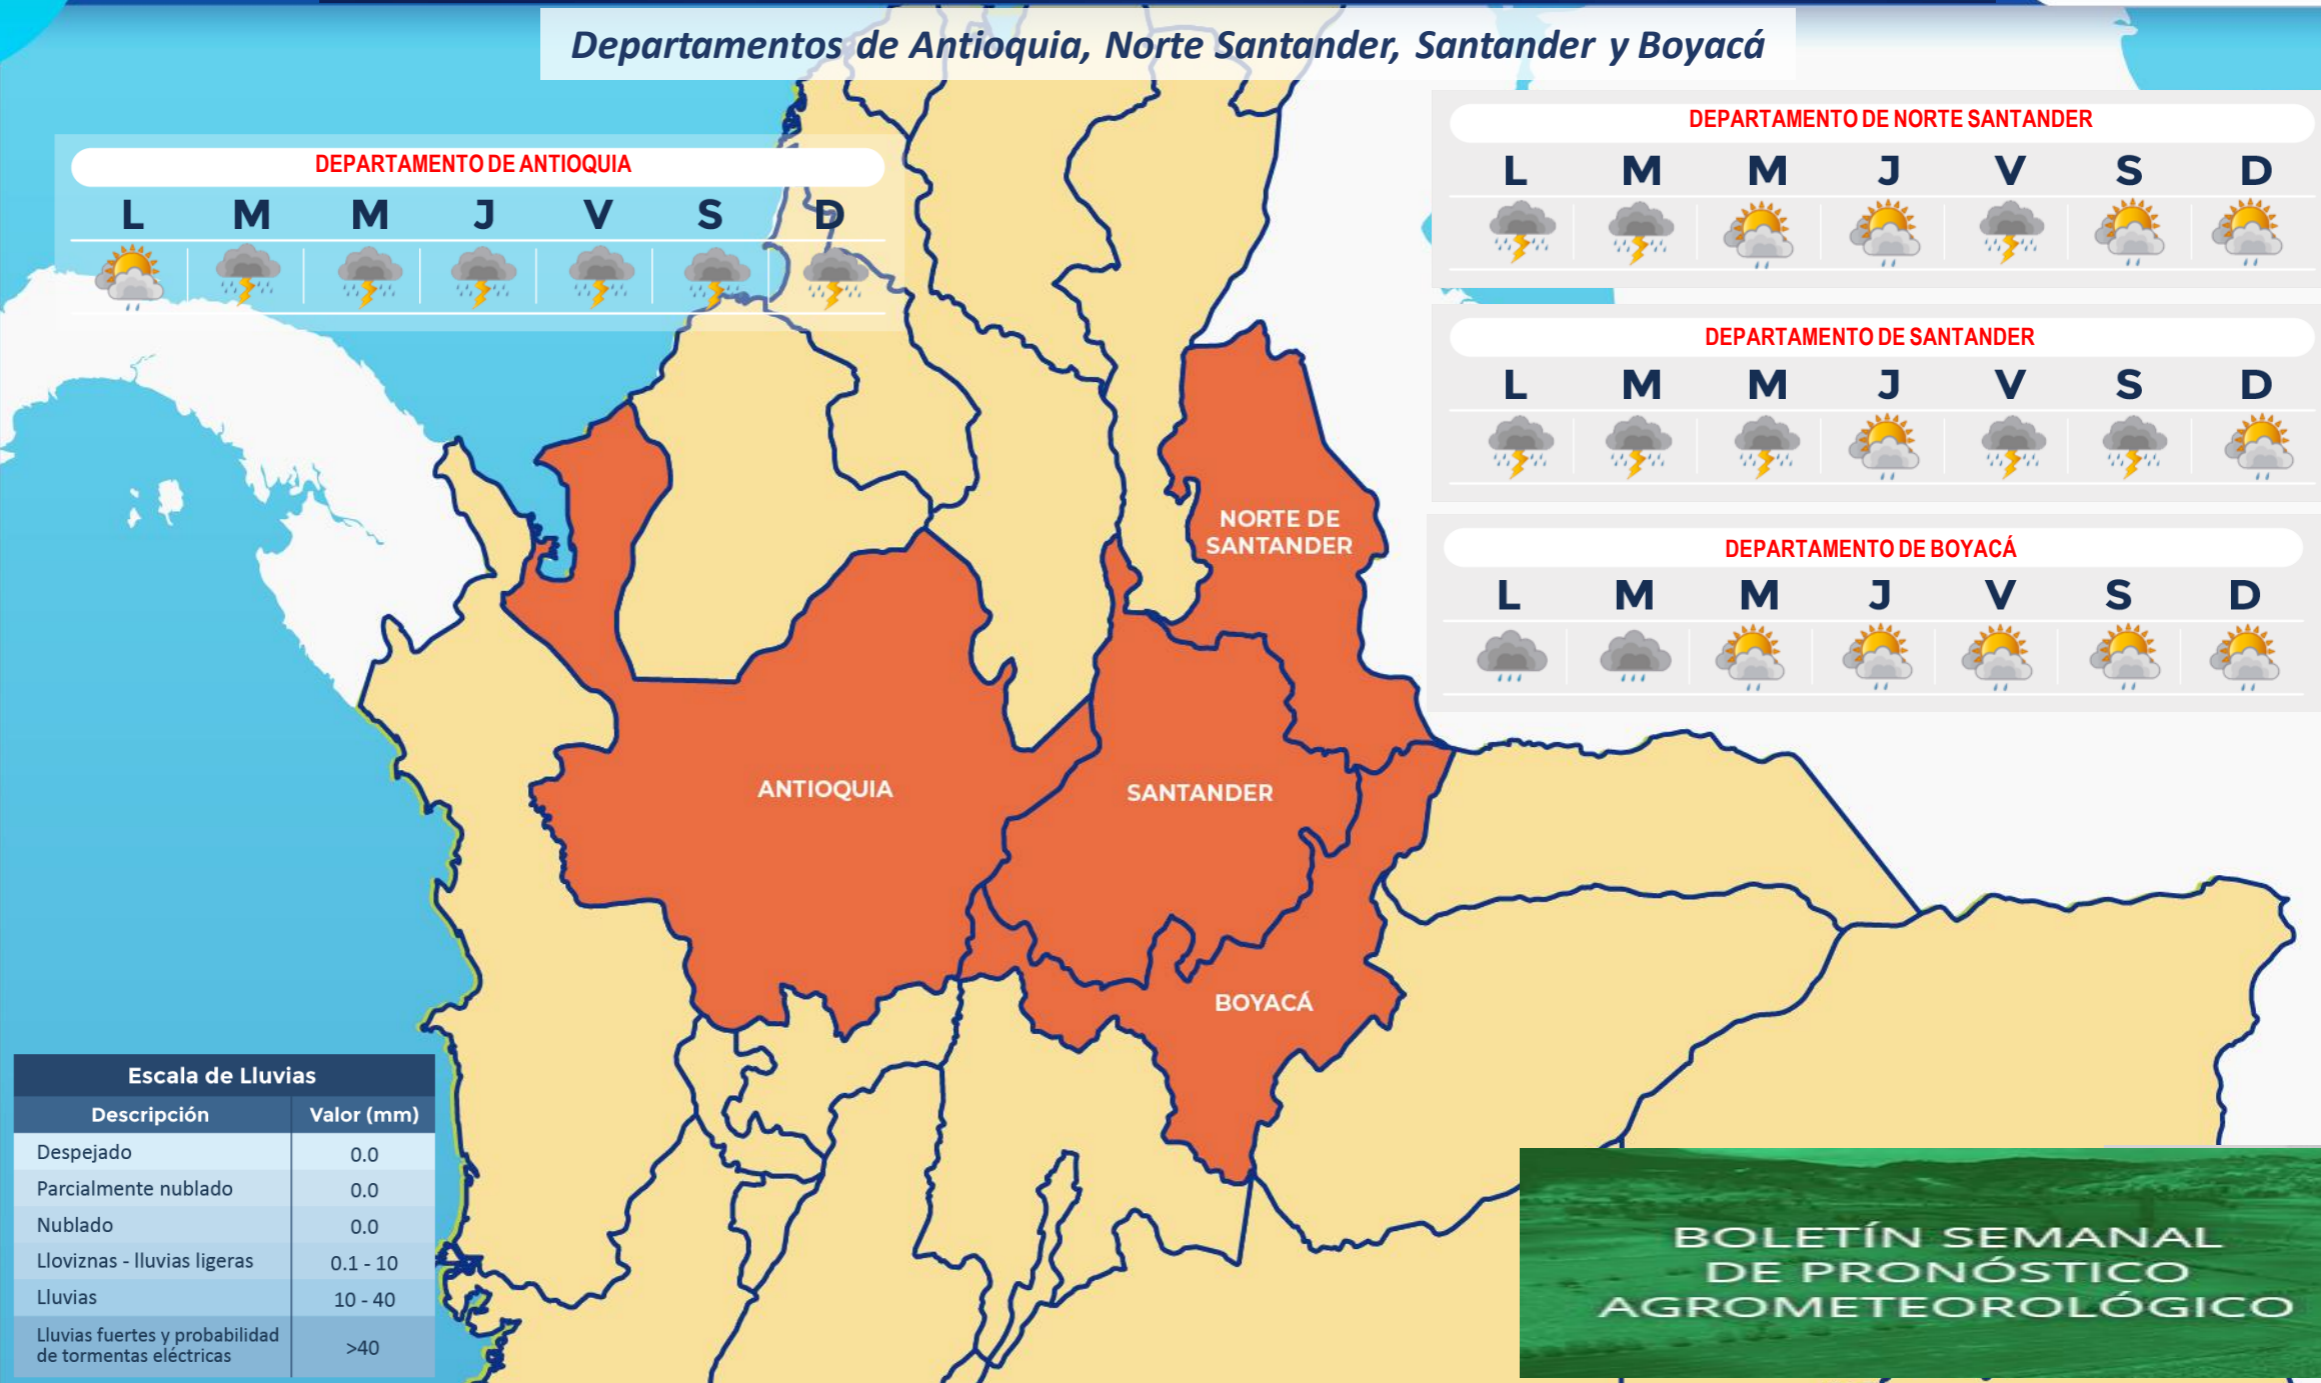 Departamentos de Antioquia, Norte Santander, Santander y Boyacá
DEPARTAMENTO DE ANTIOQUIA
L M M J V S D
DEPARTAMENTO DE NORTE SANTANDER
L M M J V S D
DEPARTAMENTO DE SANTANDER
L M M J V S D
DEPARTAMENTO DE BOYACÁ
L M M J V S D
NORTE DE
SANTANDER
ANTIOQUIA
SANTANDER
BOYACÁ
Escala de Lluvias
Descripción Valor (mm)
Despejado 0.0
Parcialmente nublado 0.0
Nublado 0.0
Lloviznas - lluvias ligeras 0.1 - 10
Lluvias 10 - 40
Lluvias fuertes y probabilidad
de tormentas eléctricas >40
BOLETÍN SEMANAL
DE PRONÓSTICO
AGROMETEOROLÓGICO